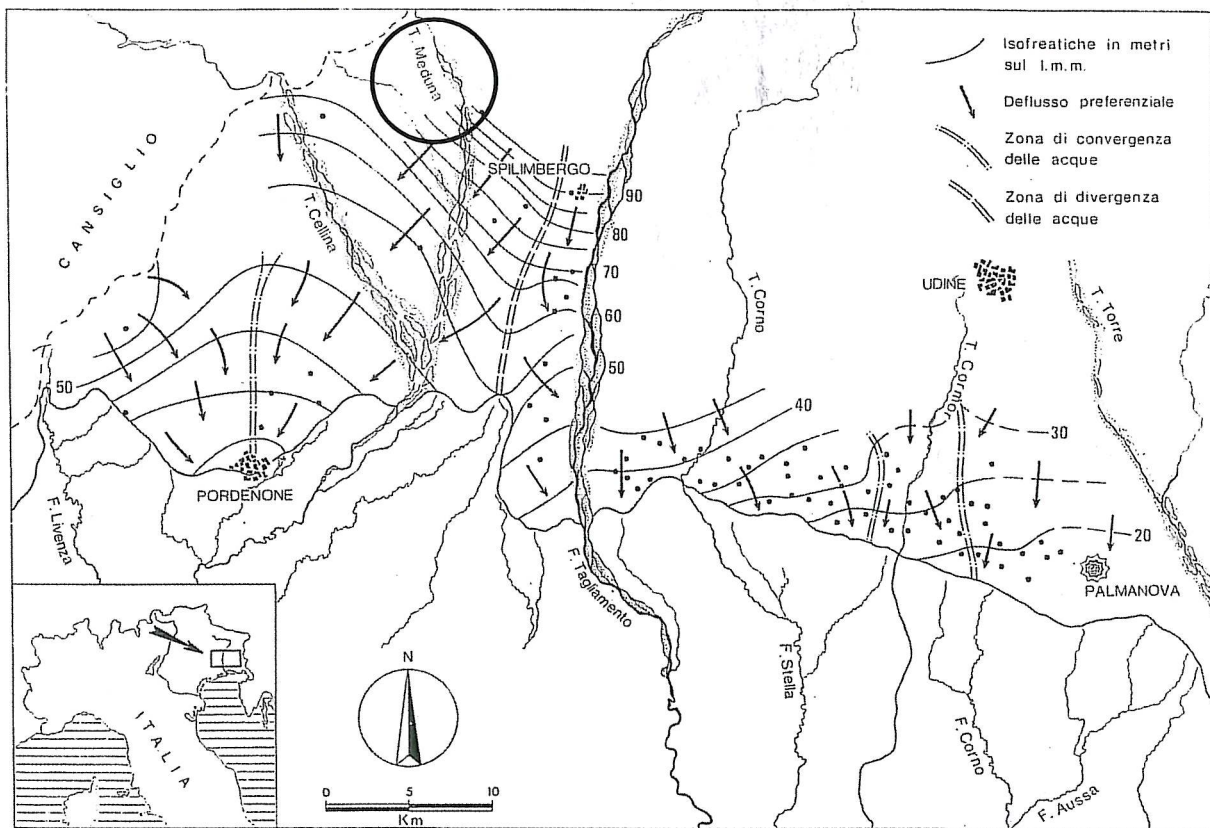 T. Meduna
Isofreatiche in metri
sul l.m.m.
Deflusso preferenziale
Zona di convergenza
delle acque
Zona di divergenza
delle acque
CANSIGLIO
SPILIMBERGO
90
80
70
60
50
T. Cellina
T. Corno
UDINE
T. Torre
T. Cormor
50
40
30
20
PORDENONE
F. Livenza
F. Tagliamento
PALMANOVA
F. Stella
F. Corno
F. Aussa
ITALIA
N
0 5 10
Km